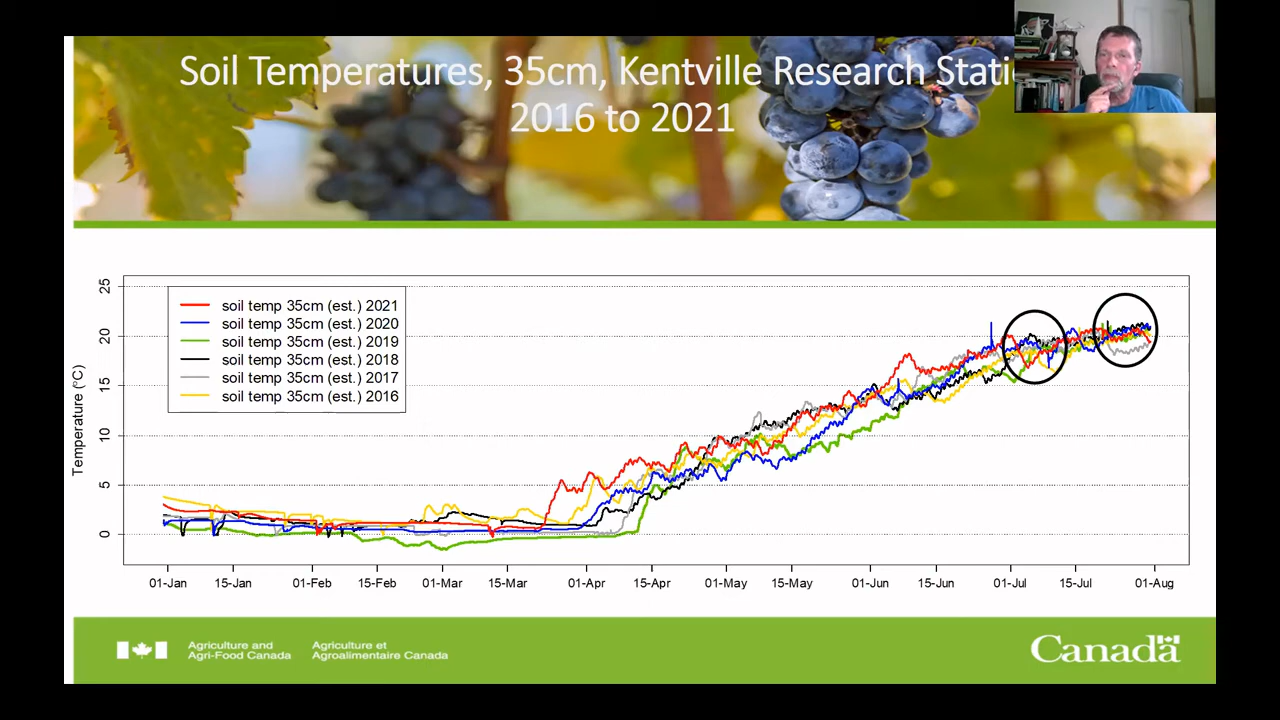 Soil Temperatures, 35cm, Kentville Research
2016 to 2021
25
20
15
10
5
0
Temperature (°C)
soil temp 35cm (est.) 2021
soil temp 35cm (est.) 2020
soil temp 35cm (est.) 2019
soil temp 35cm (est.) 2018
soil temp 35cm (est.) 2017
soil temp 35cm (est.) 2016
01-Jan 15-Jan 01-Feb 15-Feb 01-Mar 15-Mar 01-Apr 15-Apr 01-May 15-May 01-Jun 15-Jun 01-Jul 15-Jul 01-Aug
Agriculture and Agriculture et
Agri-Food Canada Agroalimentaire Canada
Canada